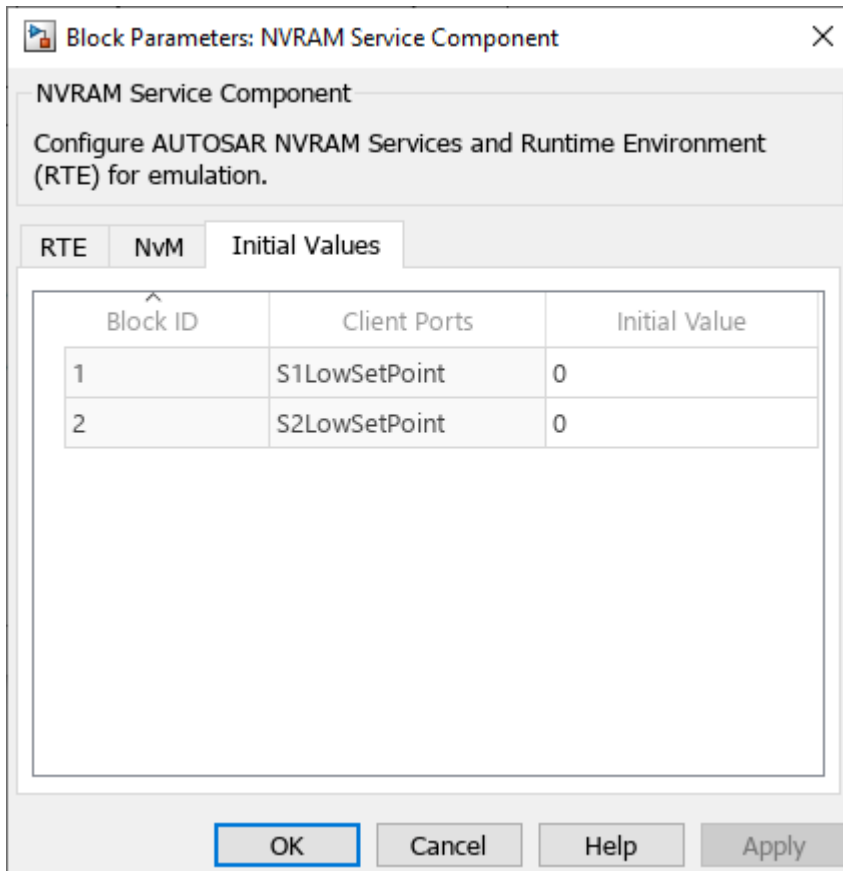 Block Parameters: NVRAM Service Component
NVRAM Service Component
Configure AUTOSAR NVRAM Services and Runtime Environment
(RTE) for emulation.
RTE NvM Initial Values
Block ID Client Ports Initial Value
1 S1LowSetPoint 0
2 S2LowSetPoint 0
OK Cancel Help Apply